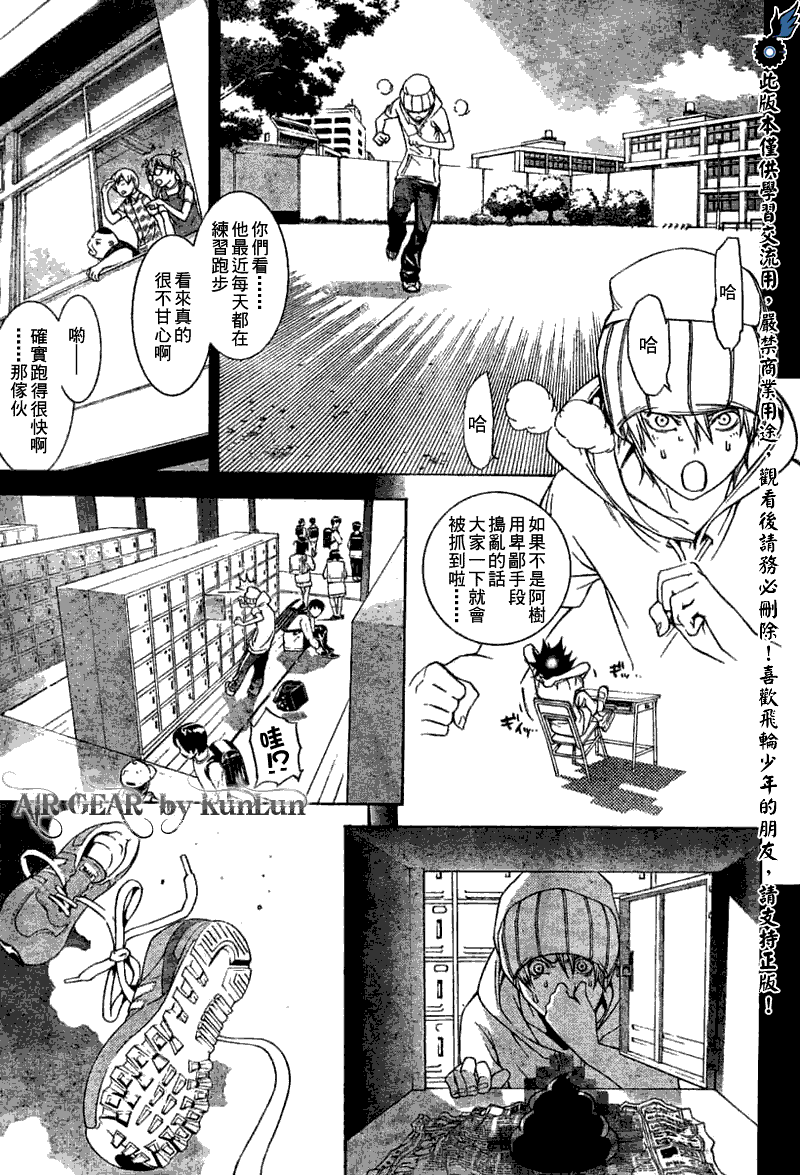 哈
哈
哈
你們看……
他最近每天都在
練習跑步
看來真的
很不甘心啊
喲──
確實跑得很快啊
……那傢伙
如果不是阿樹
用卑鄙手段
搗亂的話
大家一下就會
被抓到啦……
ギシッ…
哇!?
AIR GEAR by KunLun
此版本僅供學習交流用，嚴禁商業用途，觀看後請務必刪除！喜歡飛輪少年的朋友，請支持正版！